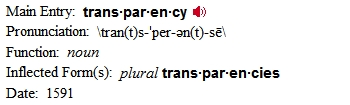 Main Entry: trans·par·en·cy
Pronunciation: \tran(t)s-ˈper-ən(t)-sē\
Function: noun
Inflected Form(s): plural trans·par·en·cies
Date: 1591